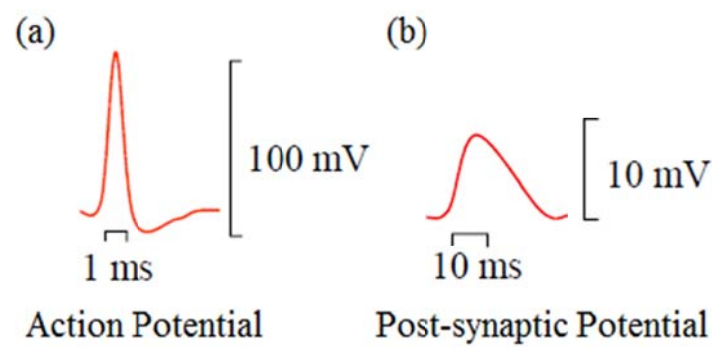 (a)
100 mV
1 ms
Action Potential
(b)
10 mV
10 ms
Post-synaptic Potential